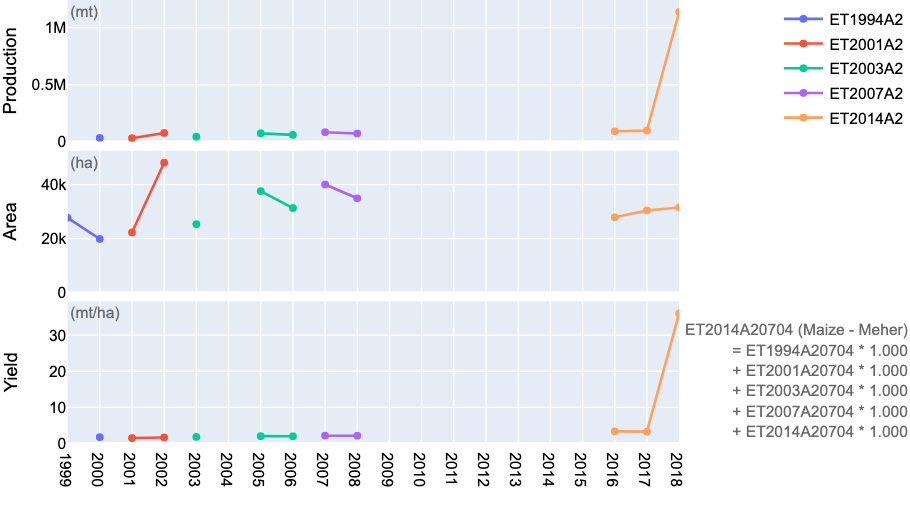 Production
(mt)
1M
0.5M
0
ET1994A2
ET2001A2
ET2003A2
ET2007A2
ET2014A2
Area
(ha)
40k
20k
0
Yield
(mt/ha)
30
20
10
0
ET2014A20704 (Maize - Meher)
= ET1994A20704 * 1.000
+ ET2001A20704 * 1.000
+ ET2003A20704 * 1.000
+ ET2007A20704 * 1.000
+ ET2014A20704 * 1.000
1999
2000
2001
2002
2003
2004
2005
2006
2007
2008
2009
2010
2011
2012
2013
2014
2015
2016
2017
2018